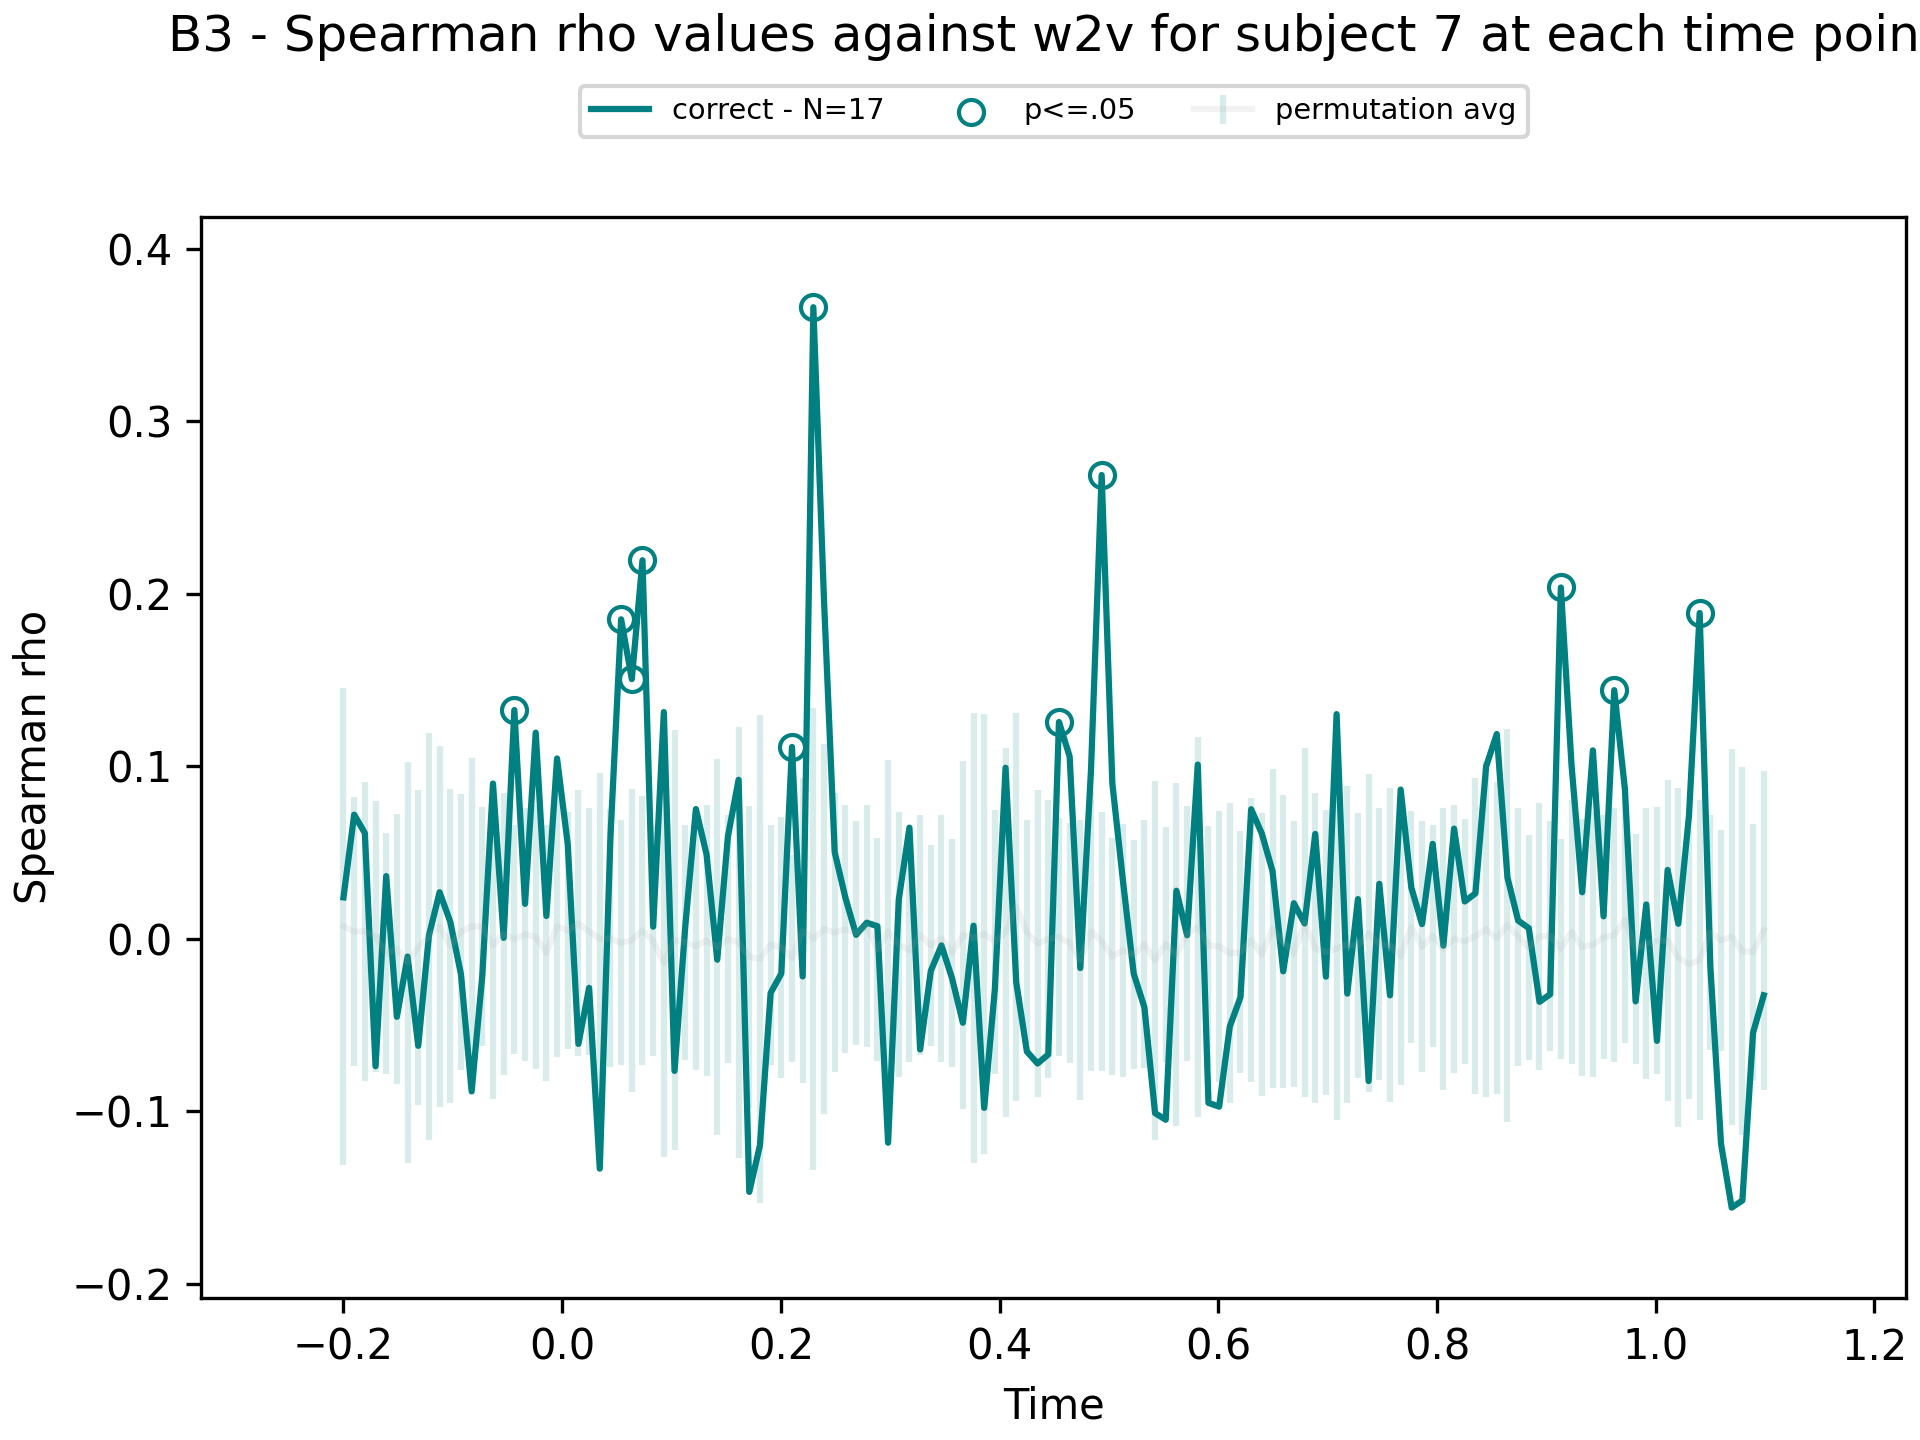 B3 - Spearman rho values against w2v for subject 7 at each time poin
correct - N=17 p<=.05 permutation avg
0.4
0.3
0.2
0.1
0.0
−0.1
−0.2
Spearman rho
−0.2 0.0 0.2 0.4 0.6 0.8 1.0 1.2
Time